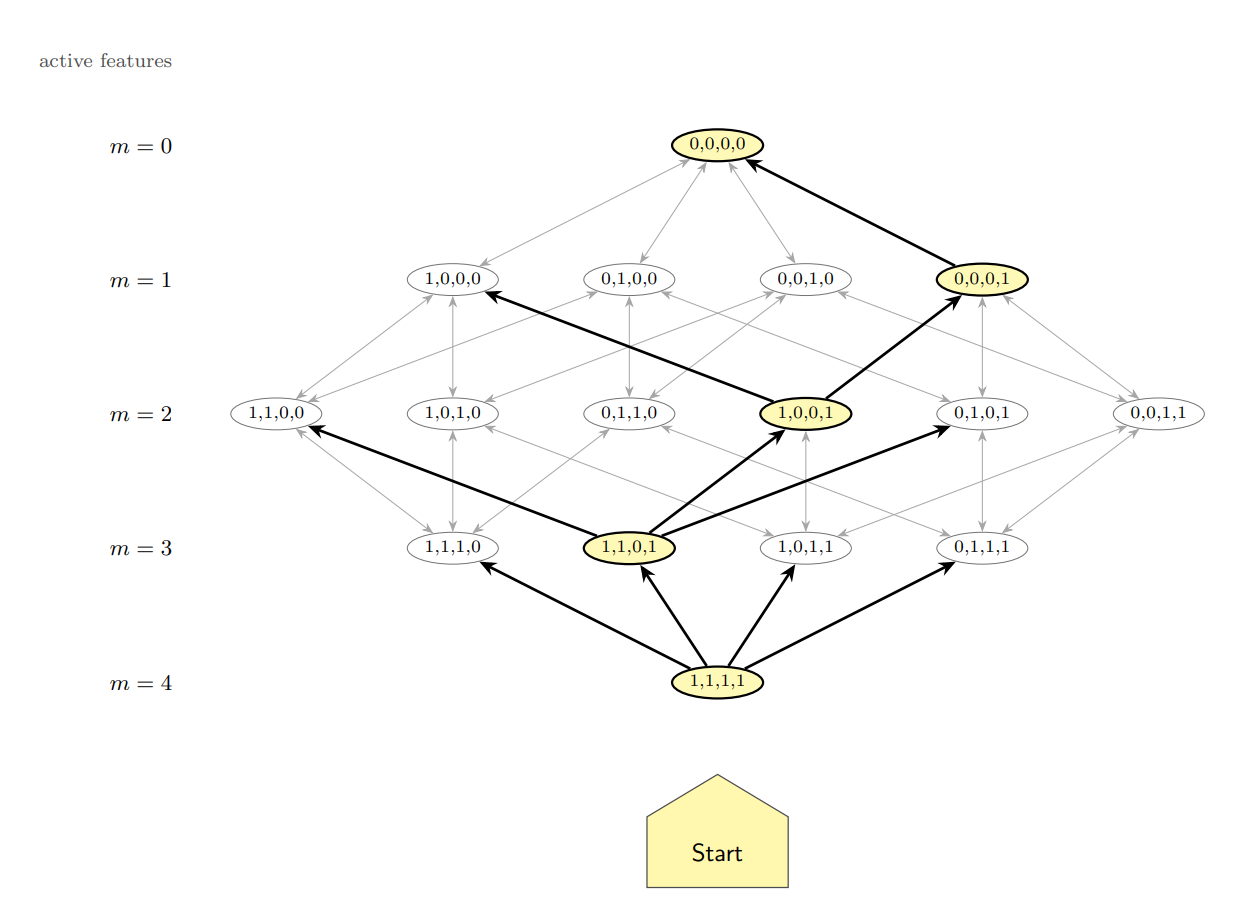 active features
m = 0
0,0,0,0
m = 1
1,0,0,0
0,1,0,0
0,0,1,0
0,0,0,1
m = 2
1,1,0,0
1,0,1,0
0,1,1,0
1,0,0,1
0,1,0,1
0,0,1,1
m = 3
1,1,1,0
1,1,0,1
1,0,1,1
0,1,1,1
m = 4
1,1,1,1
Start